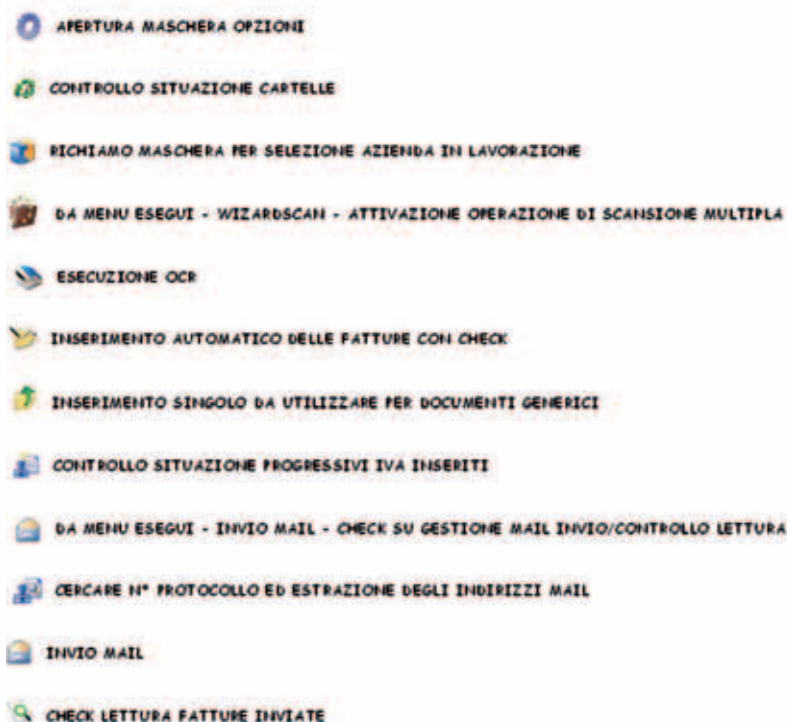 APERTURA MASCHERA OPZIONI
CONTROLLO SITUAZIONE CARTELLE
RICHIAMO MASCHERA PER SELEZIONE AZIENDA IN LAVORAZIONE
DA MENU ESEGUI - WIZARDSCAN - ATTIVAZIONE OPERAZIONE DI SCANSIONE MULTIPLA
ESECUZIONE OCR
INSERIMENTO AUTOMATICO DELLE FATTURE CON CHECK
INSERIMENTO SINGOLO DA UTILIZZARE PER DOCUMENTI GENERICI
CONTROLLO SITUAZIONE PROGRESSIVI IVA INSERITI
DA MENU ESEGUI - INVIO MAIL - CHECK SU GESTIONE MAIL INVIO/CONTROLLO LETTURA
CERCARE N° PROTOCOLLO ED ESTRAZIONE DEGLI INDIRIZZI MAIL
INVIO MAIL
CHECK LETTURA FATTURE INVIATE